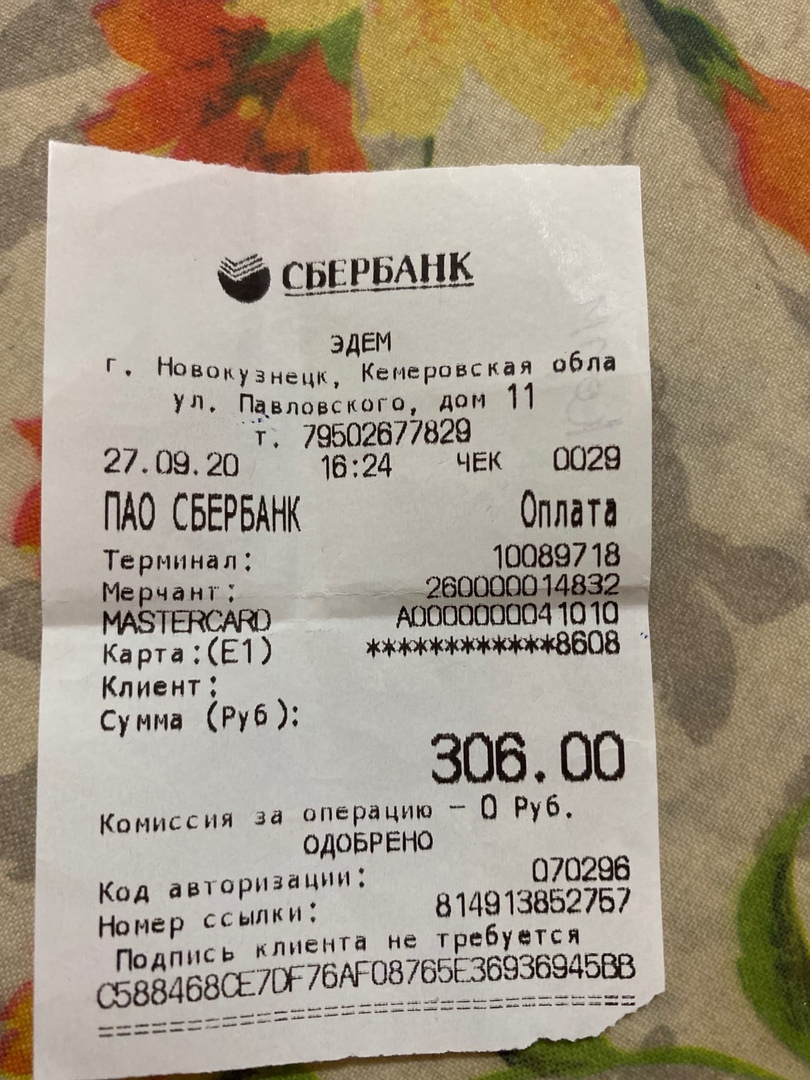 СБЕРБАНК
ЭДЕМ
г. Новокузнецк, Кемеровская обла
ул. Павловского, дом 11
т. 79502677829
27.09.20 16:24 ЧЕК 0029
ПАО СБЕРБАНК Оплата
Терминал: 10089718
Мерчант: 260000014832
MASTERCARD A0000000041010
Карта:(E1) ************8608
Клиент:
Сумма (Руб):
306.00
Комиссия за операцию – 0 Руб.
ОДОБРЕНО
Код авторизации: 070296
Номер ссылки: 814913852757
Подпись клиента не требуется
C588468CE7DF76AF08765E36936945BB
================================